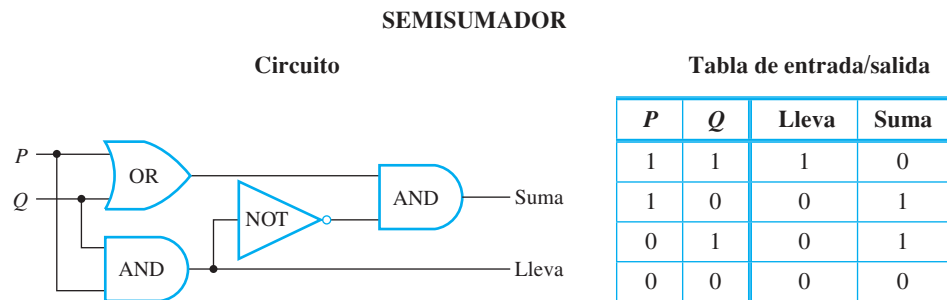 SEMISUMADOR
Circuito
P
Q
OR
AND
NOT
AND
Suma
Lleva
Tabla de entrada/salida
P Q Lleva Suma
1 1 1 0
1 0 0 1
0 1 0 1
0 0 0 0